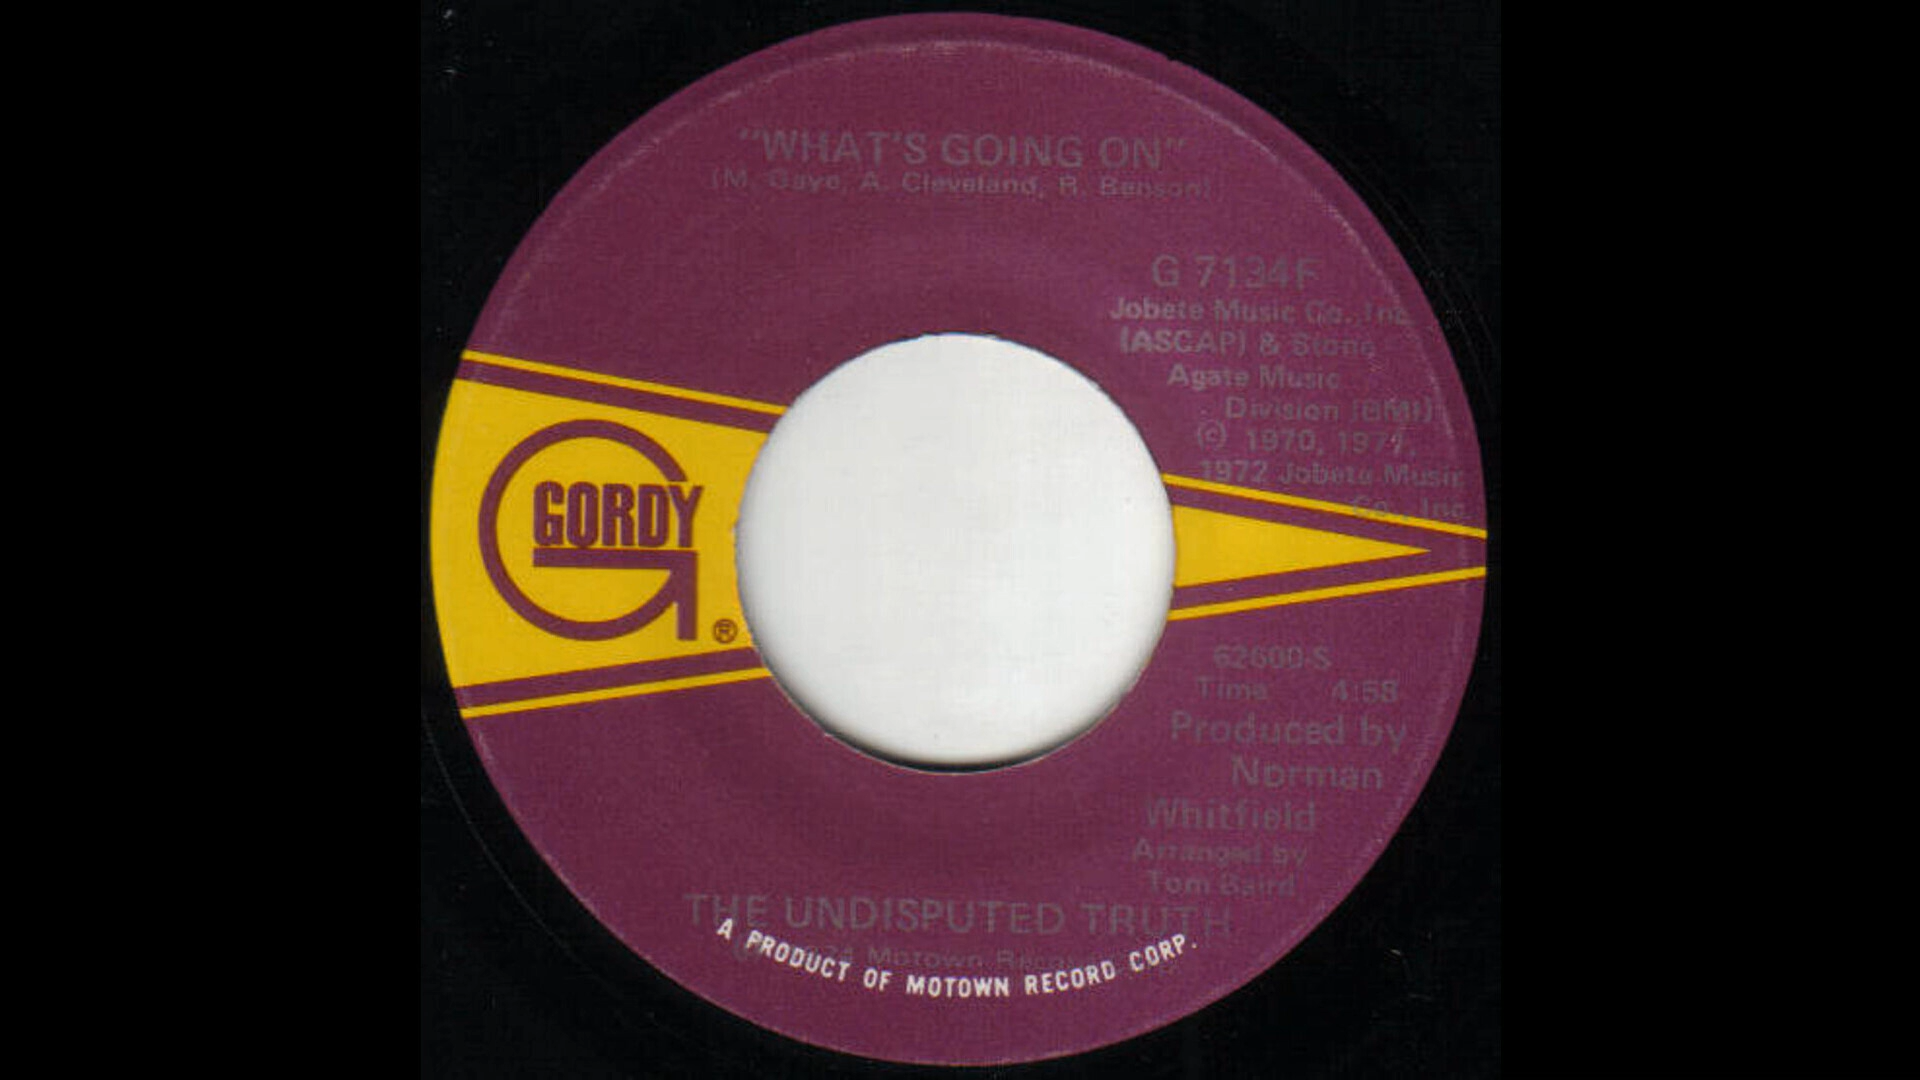 "WHAT'S GOING ON"
(M. Gaye, A. Cleveland, R. Benson)
G 7134F
Jobete Music Co., Inc.
(ASCAP) & Stone
Agate Music
Division (BMI)
© 1970, 1971,
1972 Jobete Music
Co., Inc.
GORDY
®
62600-S
Time 4:58
Produced by
Norman
Whitfield
Arranged by
Tom Baird
THE UNDISPUTED TRUTH
Motown
A PRODUCT OF MOTOWN RECORD CORP.